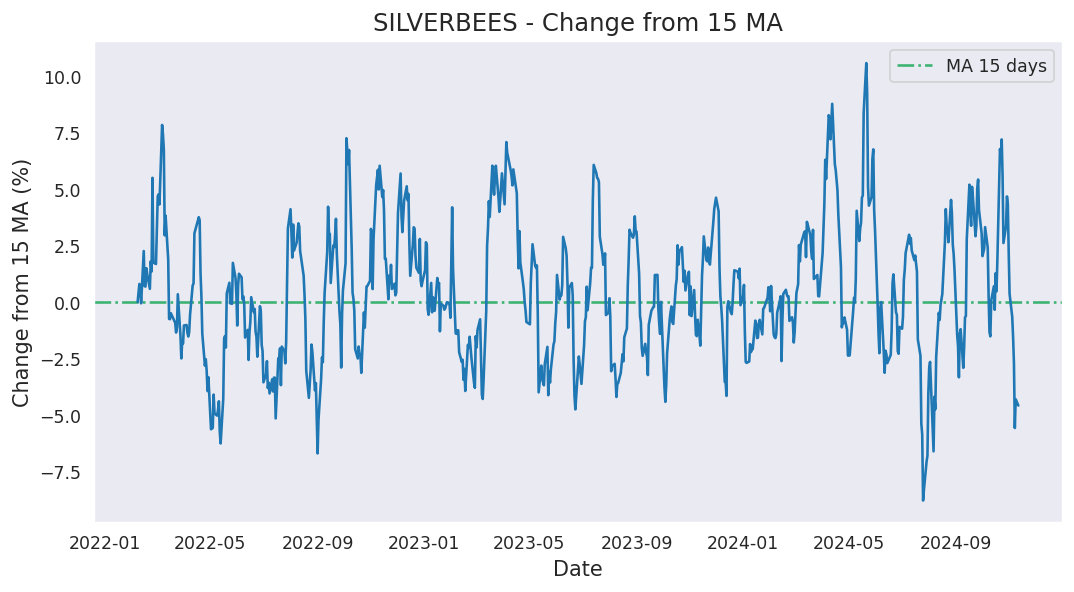 SILVERBEES - Change from 15 MA
MA 15 days
Change from 15 MA (%)
10.0
7.5
5.0
2.5
0.0
−2.5
−5.0
−7.5
2022-01 2022-05 2022-09 2023-01 2023-05 2023-09 2024-01 2024-05 2024-09
Date